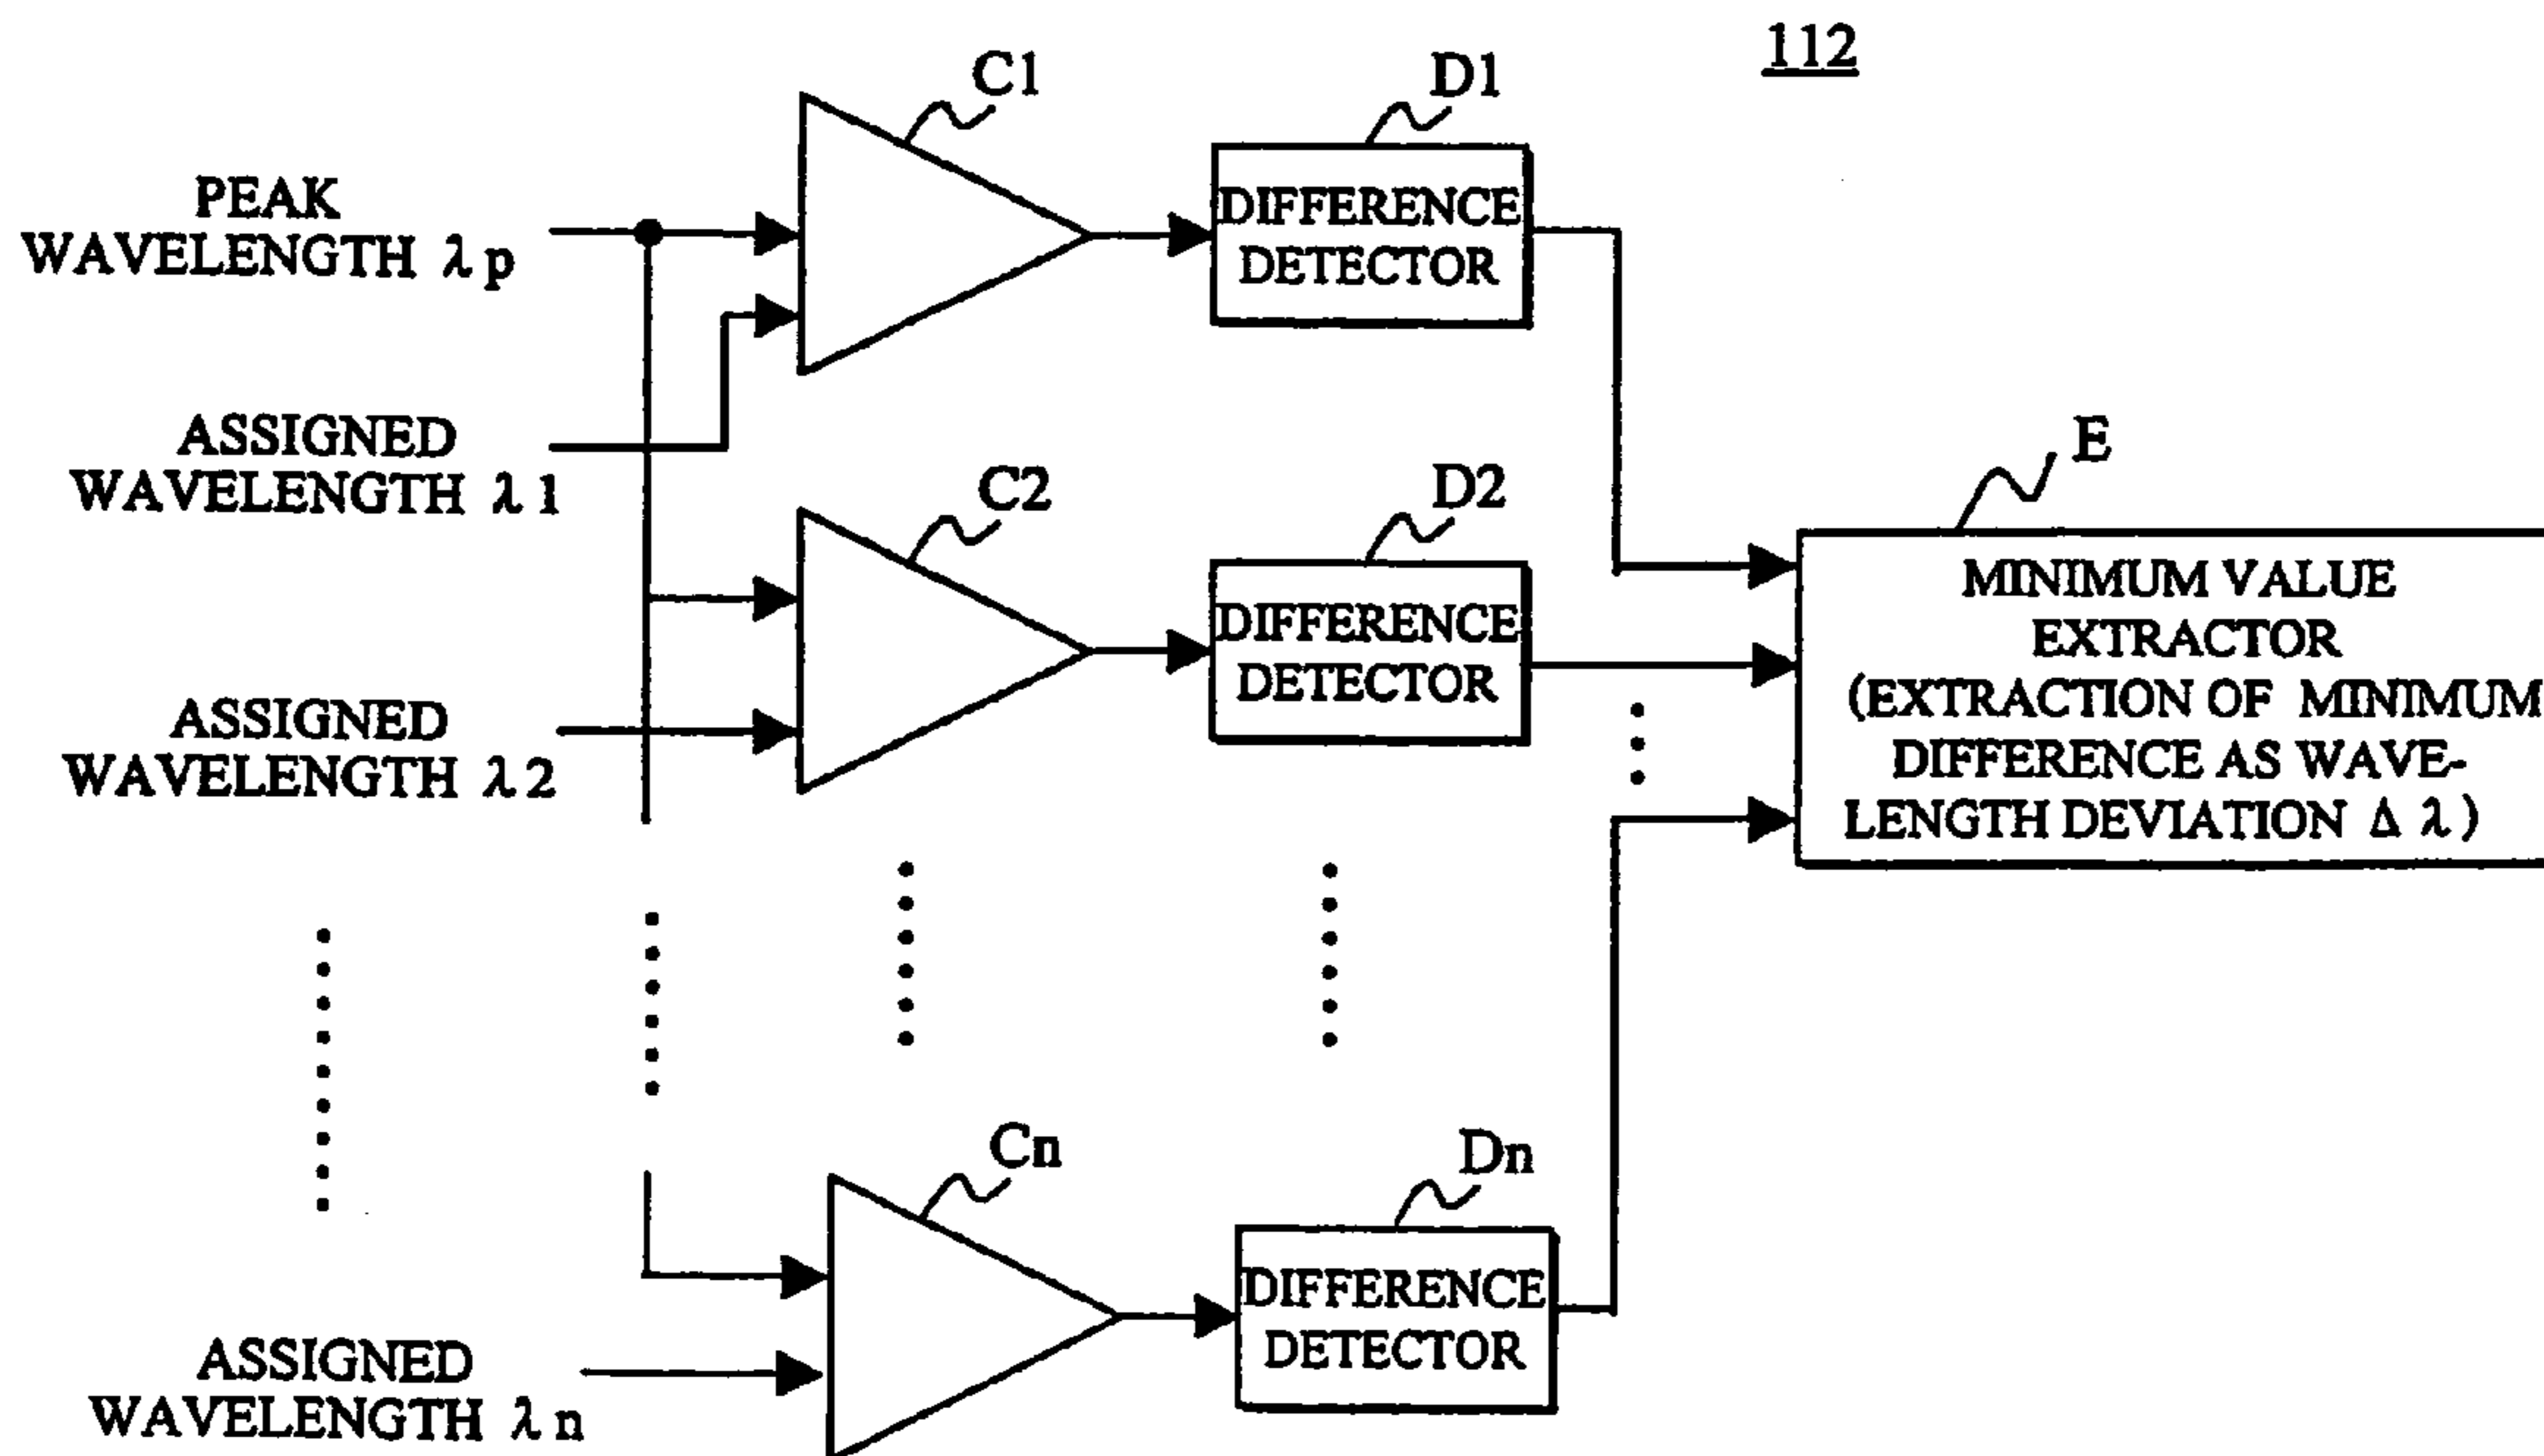 112
C1
D1
PEAK
WAVELENGTH λp
DIFFERENCE
DETECTOR
ASSIGNED
WAVELENGTH λ1
C2
D2
E
DIFFERENCE
DETECTOR
ASSIGNED
WAVELENGTH λ2
MINIMUM VALUE
EXTRACTOR
(EXTRACTION OF MINIMUM
DIFFERENCE AS WAVE-
LENGTH DEVIATION Δλ)
Cn
Dn
DIFFERENCE
DETECTOR
ASSIGNED
WAVELENGTH λn